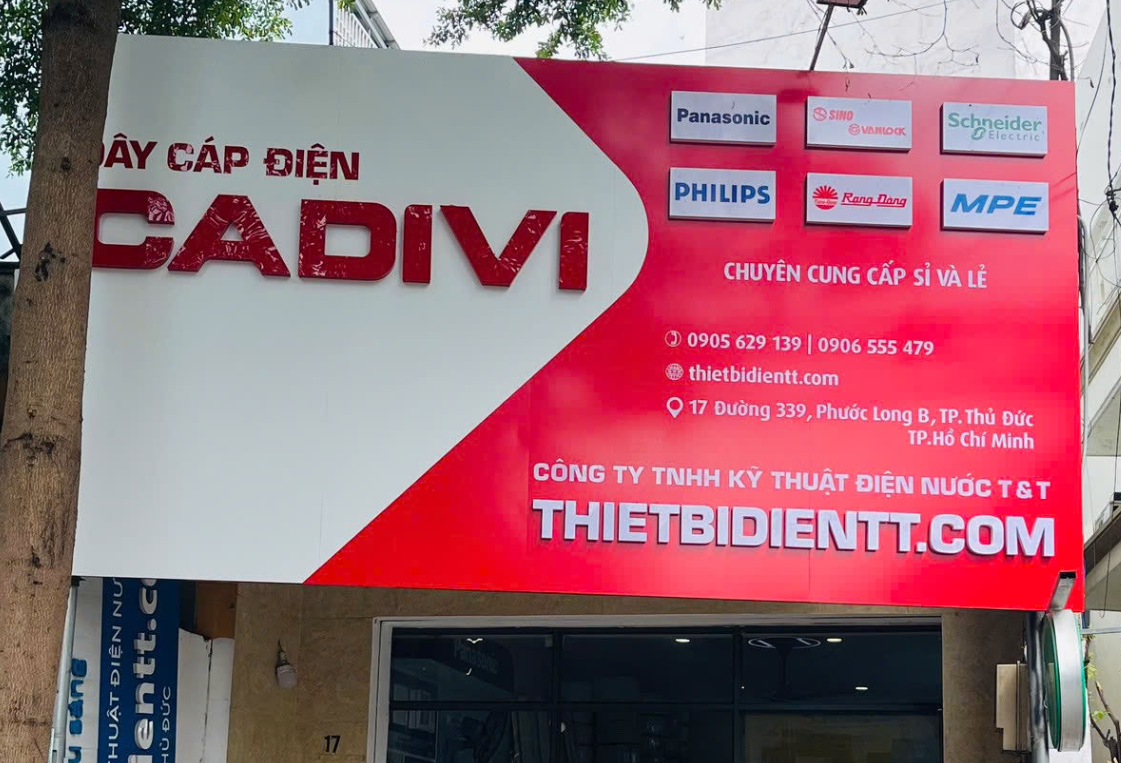 DÂY CÁP ĐIỆN
CADIVI
Panasonic
SINO
VANLOCK
Schneider
Electric
PHILIPS
Rạng Đông
MPE
CHUYÊN CUNG CẤP SỈ VÀ LẺ
0905 629 139 | 0906 555 479
thietbidientt.com
17 Đường 339, Phước Long B, TP. Thủ Đức
TP.Hồ Chí Minh
CÔNG TY TNHH KỸ THUẬT ĐIỆN NƯỚC T & T
THIETBIDIENTT.COM
17